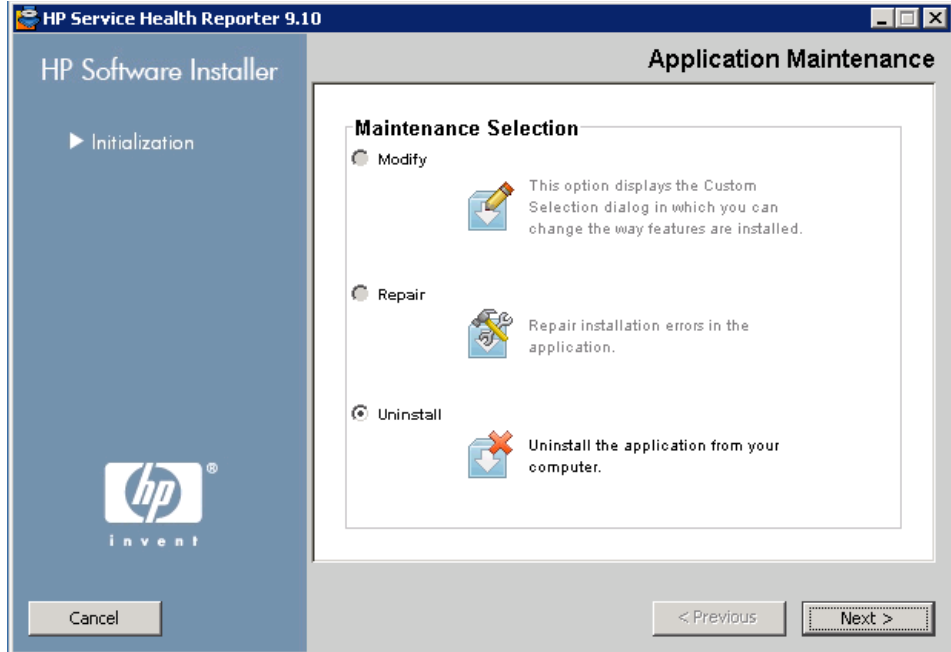 HP Service Health Reporter 9.10
HP Software Installer
Application Maintenance
Initialization
Maintenance Selection
Modify
This option displays the Custom
Selection dialog in which you can
change the way features are installed.
Repair
Repair installation errors in the
application.
Uninstall
Uninstall the application from your
computer.
hp
®
invent
Cancel
< Previous
Next >